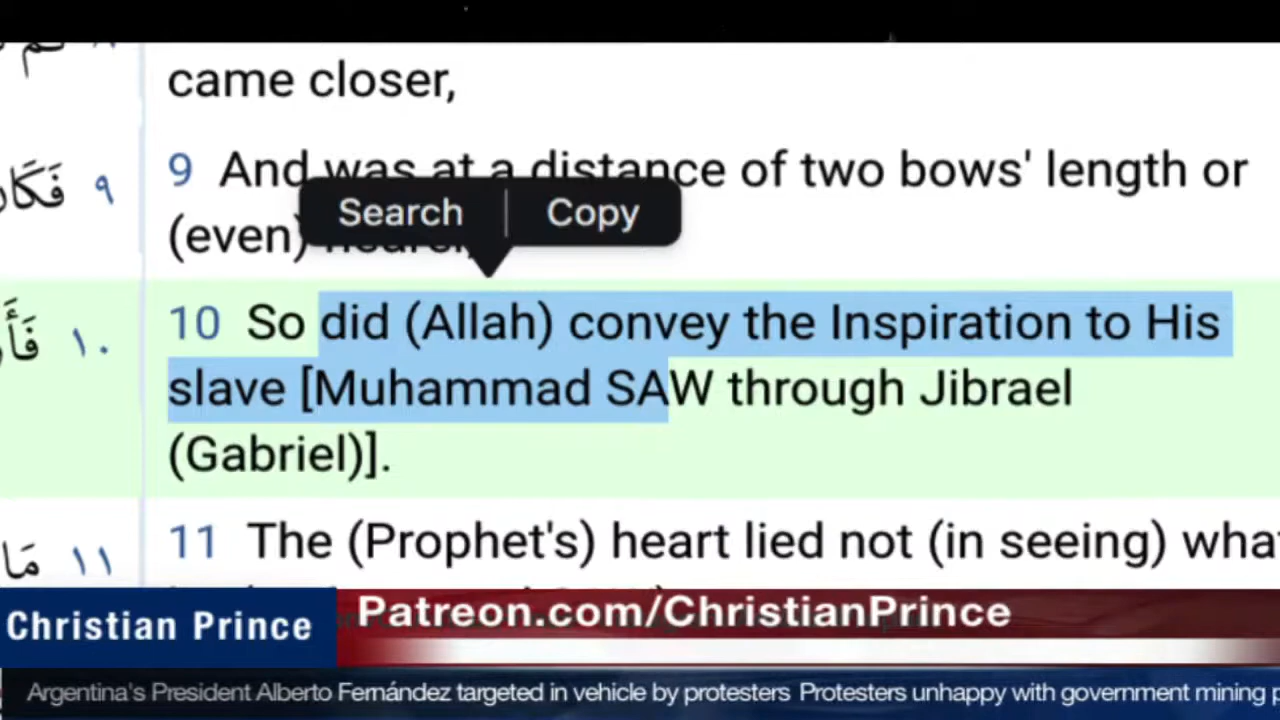 came closer,
9 And was at a distance of two bows' length or
٩
Search Copy
(even)
10 So did (Allah) convey the Inspiration to His
١٠
slave [Muhammad SAW through Jibrael
(Gabriel)].
11 The (Prophet's) heart lied not (in seeing)
مَا ١١
Christian Prince
Patreon.com/ChristianPrince
Argentina's President Alberto Fernández targeted in vehicle by protesters Protesters unhappy with government mining